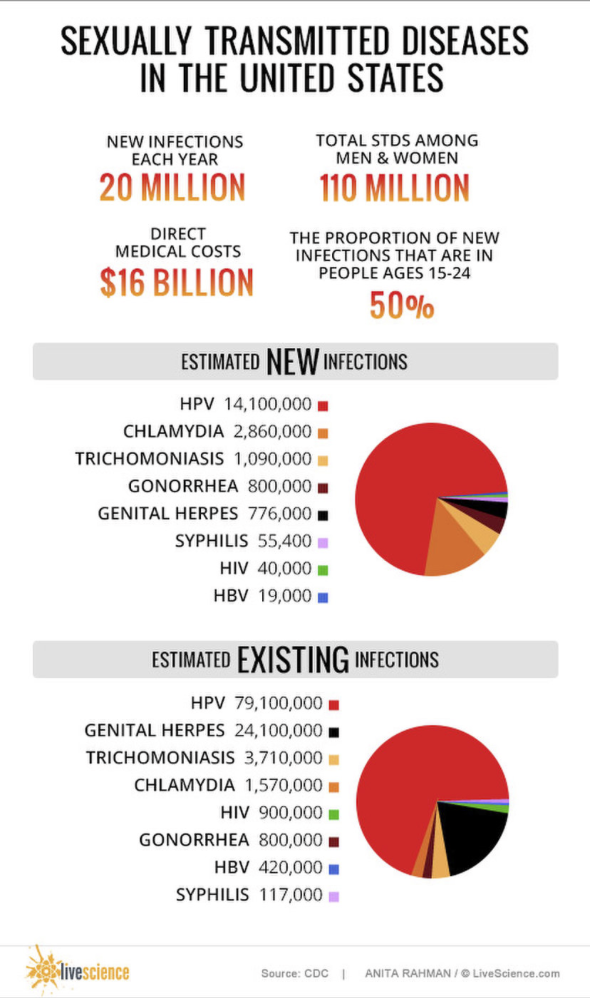 SEXUALLY TRANSMITTED DISEASES
IN THE UNITED STATES
NEW INFECTIONS
EACH YEAR
20 MILLION
TOTAL STDS AMONG
MEN & WOMEN
110 MILLION
DIRECT
MEDICAL COSTS
$16 BILLION
THE PROPORTION OF NEW
INFECTIONS THAT ARE IN
PEOPLE AGES 15-24
50%
ESTIMATED NEW INFECTIONS
HPV 14,100,000
CHLAMYDIA 2,860,000
TRICHOMONIASIS 1,090,000
GONORRHEA 800,000
GENITAL HERPES 776,000
SYPHILIS 55,400
HIV 40,000
HBV 19,000
ESTIMATED EXISTING INFECTIONS
HPV 79,100,000
GENITAL HERPES 24,100,000
TRICHOMONIASIS 3,710,000
CHLAMYDIA 1,570,000
HIV 900,000
GONORRHEA 800,000
HBV 420,000
SYPHILIS 117,000
livescience
Source: CDC | ANITA RAHMAN / © LiveScience.com